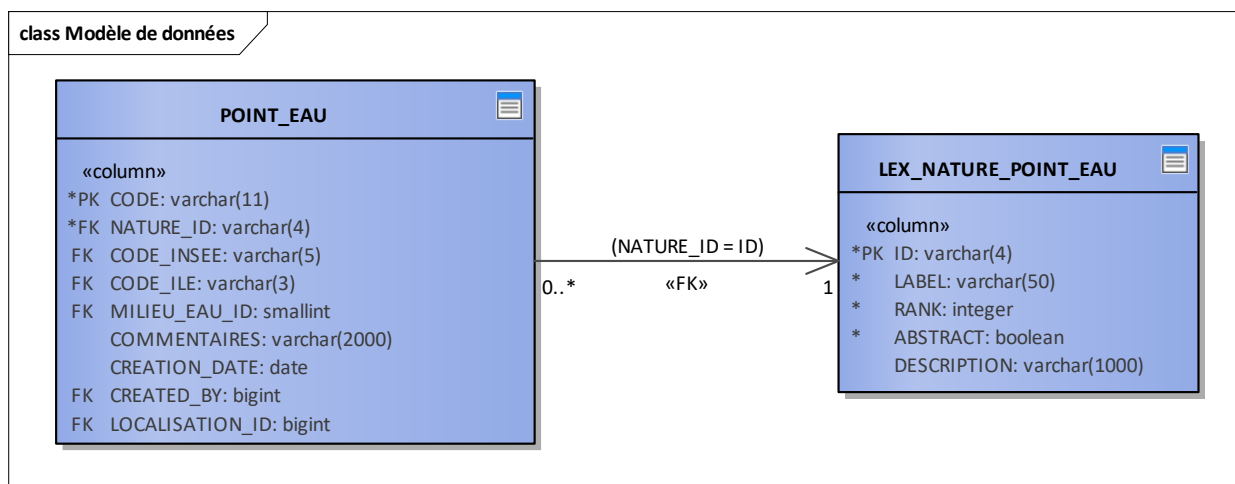 class Modèle de données
POINT_EAU
«column»
*PK CODE: varchar(11)
*FK NATURE_ID: varchar(4)
FK CODE_INSEE: varchar(5)
FK CODE_ILE: varchar(3)
FK MILIEU_EAU_ID: smallint
COMMENTAIRES: varchar(2000)
CREATION_DATE: date
FK CREATED_BY: bigint
FK LOCALISATION_ID: bigint
(NATURE_ID = ID)
0..* «FK» 1
LEX_NATURE_POINT_EAU
«column»
*PK ID: varchar(4)
* LABEL: varchar(50)
* RANK: integer
* ABSTRACT: boolean
DESCRIPTION: varchar(1000)